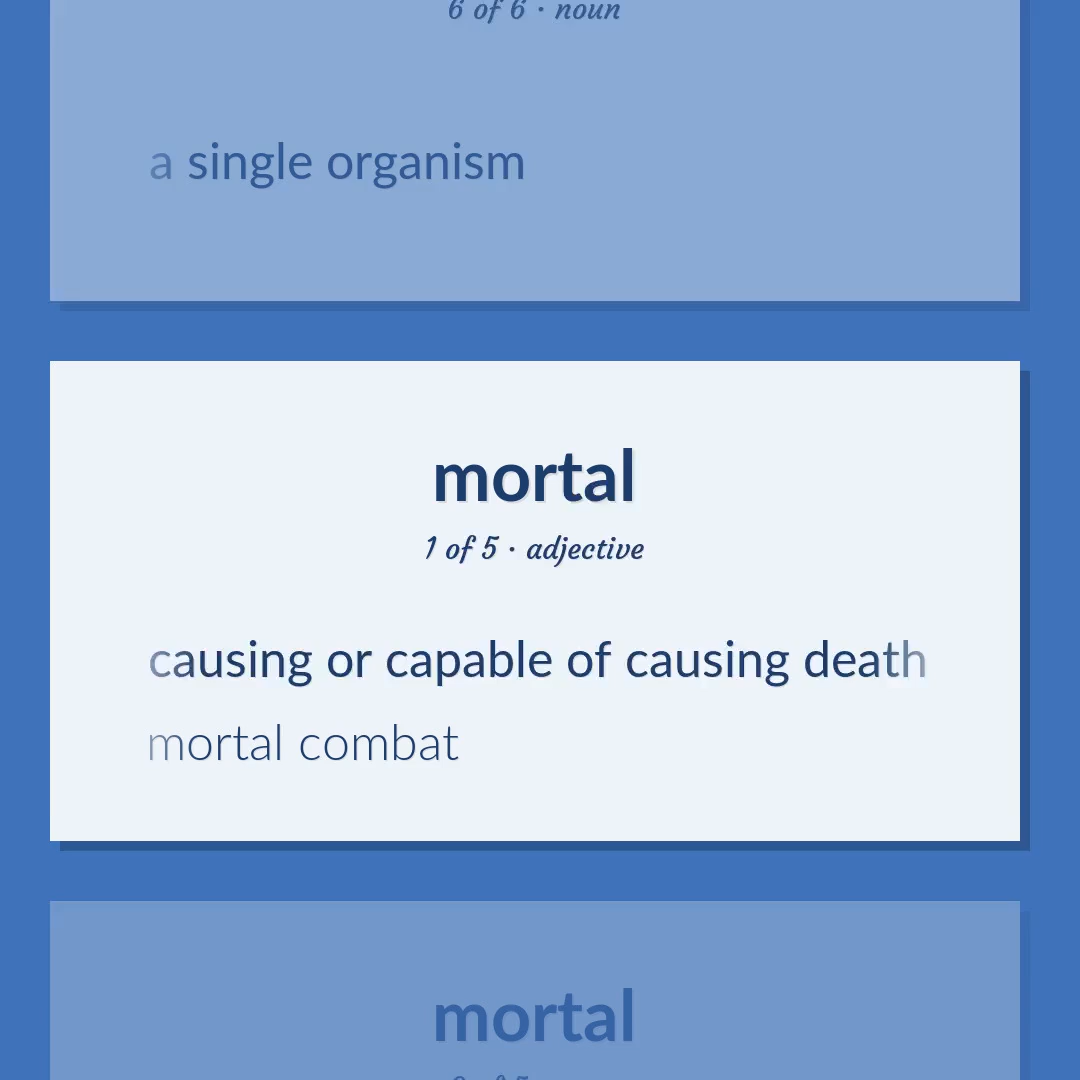 6 of 6 · noun
a single organism
mortal
1 of 5 · adjective
causing or capable of causing death
mortal combat
mortal